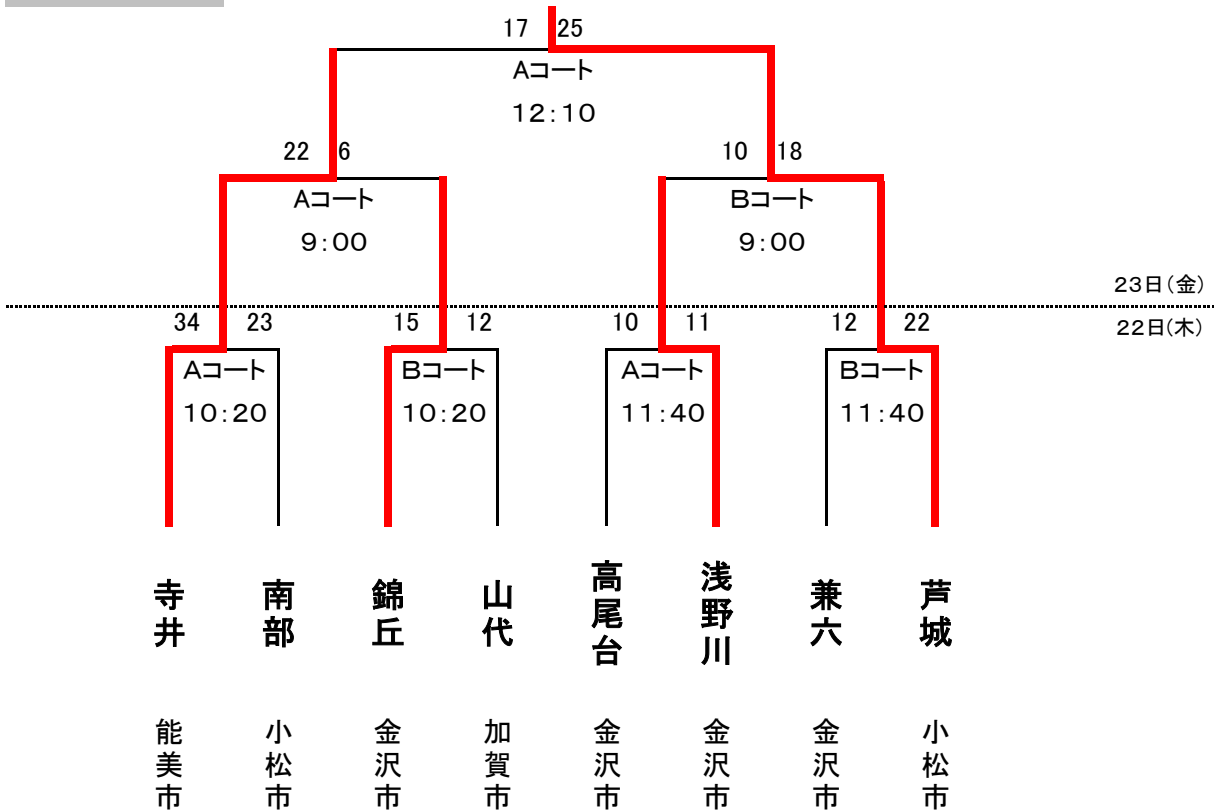 17 25
Aコート
12:10
22 6
10 18
Aコート
Bコート
9:00
9:00
23日(金)
22日(木)
34 23
15 12
10 11
12 22
Aコート
Bコート
Aコート
Bコート
10:20
10:20
11:40
11:40
寺井
南部
錦丘
山代
高尾台
浅野川
兼六
芦城
能美市
小松市
金沢市
加賀市
金沢市
金沢市
金沢市
小松市